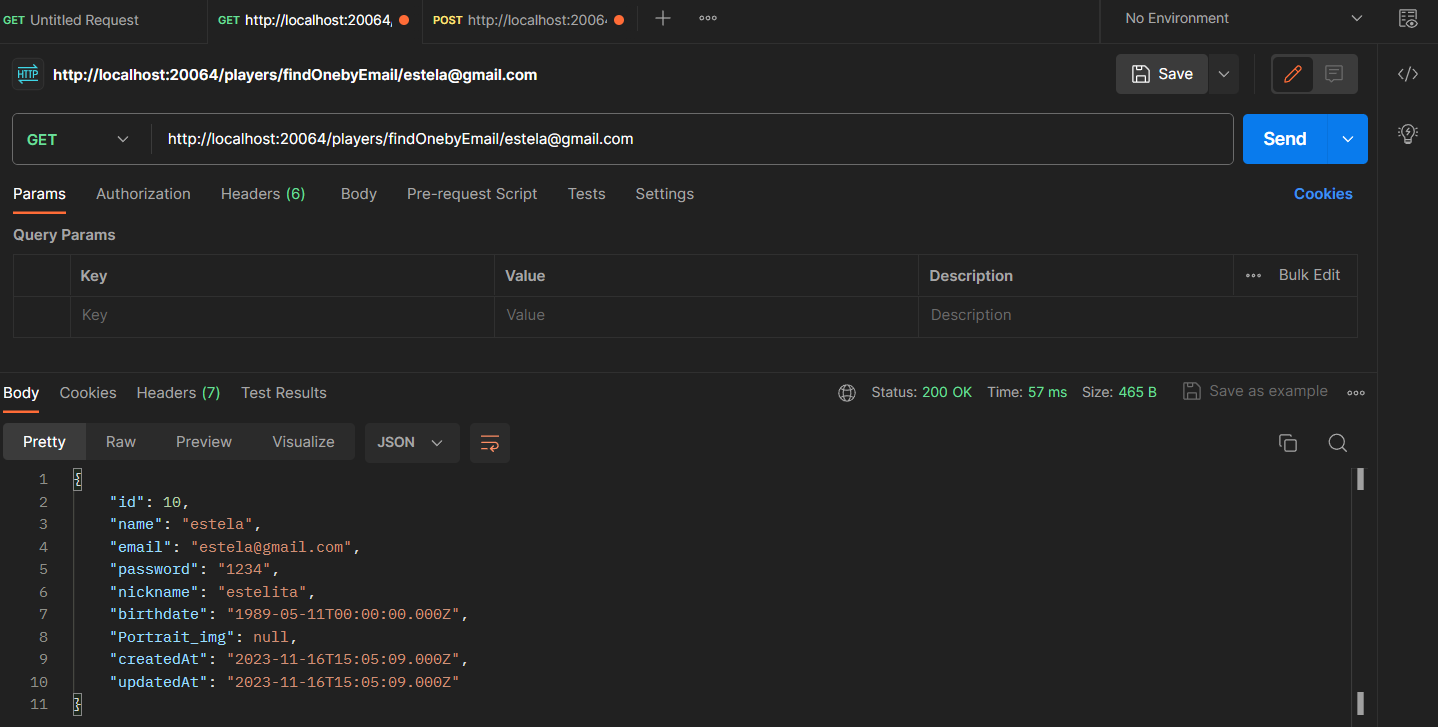 GET Untitled Request GET http://localhost:20064, POST http://localhost:2006 No Environment
HTTP http://localhost:20064/players/findOnebyEmail/estela@gmail.com Save
GET http://localhost:20064/players/findOnebyEmail/estela@gmail.com Send
Params Authorization Headers (6) Body Pre-request Script Tests Settings Cookies
Query Params
Key Value Description Bulk Edit
Key Value Description
Body Cookies Headers (7) Test Results Status: 200 OK Time: 57 ms Size: 465 B Save as example
Pretty Raw Preview Visualize JSON
1 {
2 "id": 10,
3 "name": "estela",
4 "email": "estela@gmail.com",
5 "password": "1234",
6 "nickname": "estelita",
7 "birthdate": "1989-05-11T00:00:00.000Z",
8 "Portrait_img": null,
9 "createdAt": "2023-11-16T15:05:09.000Z",
10 "updatedAt": "2023-11-16T15:05:09.000Z"
11 }